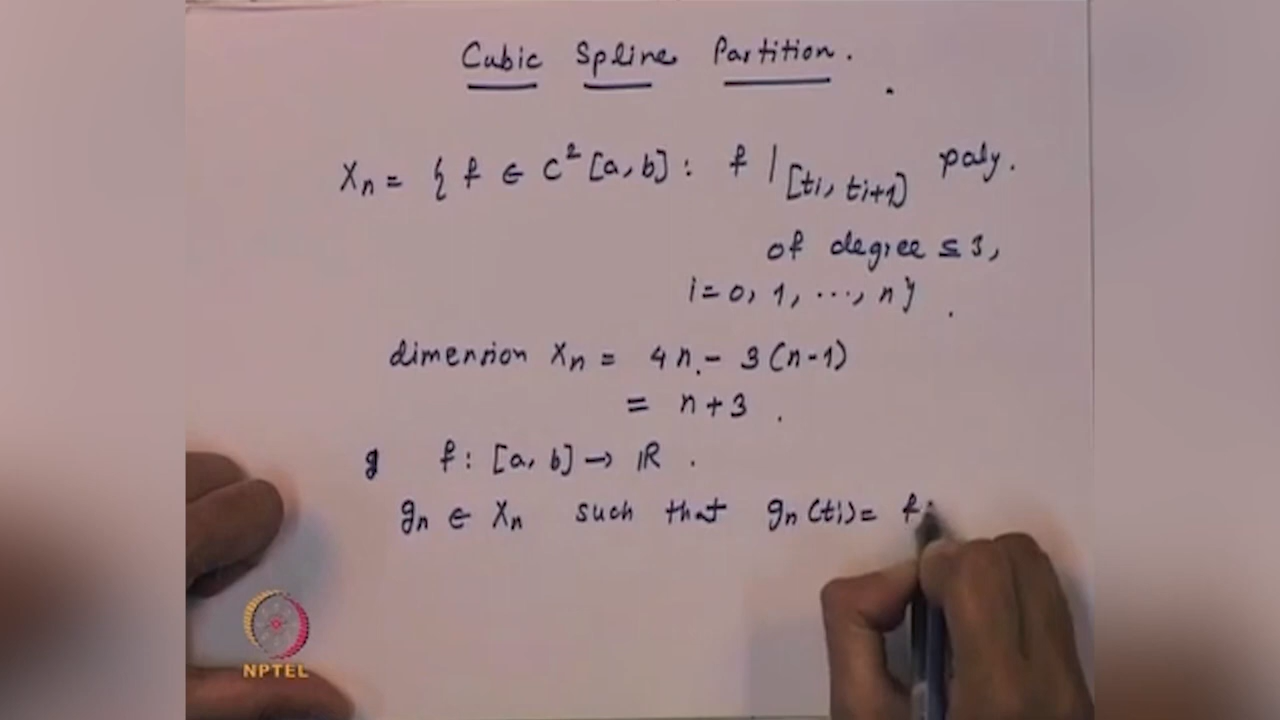 Cubic Spline Partition.
Xn = { f ∈ C²[a, b] : f |[ti, ti+1] poly.
of degree ≤ 3,
i = 0, 1, ..., n}
dimension Xn = 4n - 3(n-1)
= n+3.
g f : [a, b] → IR.
gn ∈ Xn such that gn(ti) = f
NPTEL